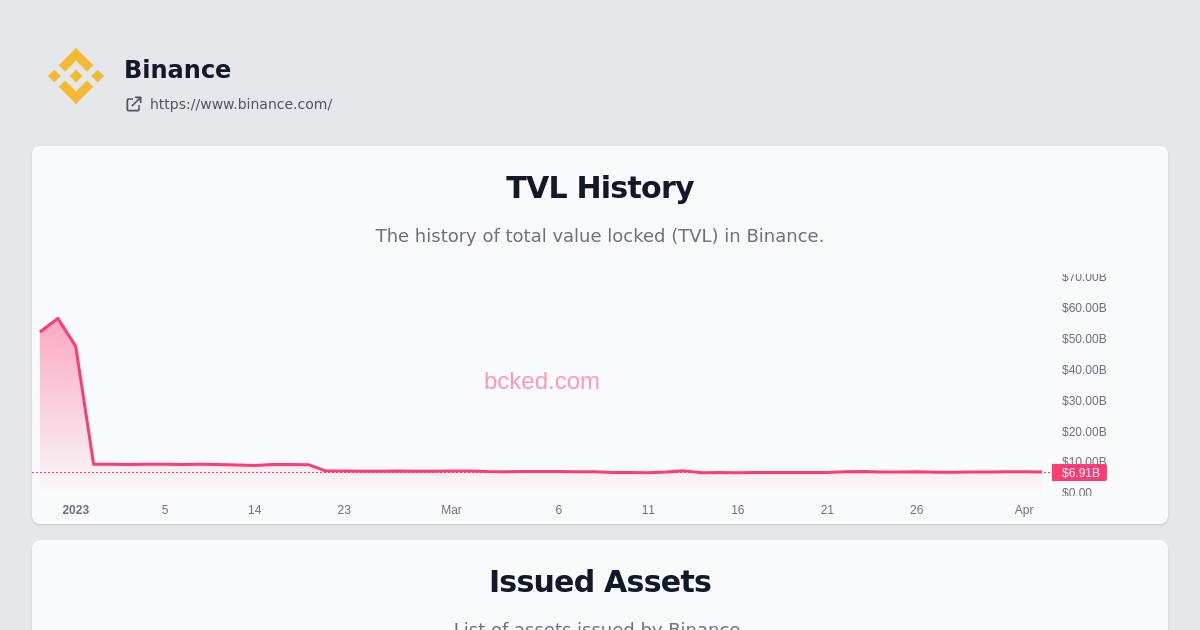 Binance
https://www.binance.com/
TVL History
The history of total value locked (TVL) in Binance.
$70.00B
$60.00B
$50.00B
$40.00B
$30.00B
$20.00B
$10.00B
$6.91B
$0.00
bcked.com
2023 5 14 23 Mar 6 11 16 21 26 Apr
Issued Assets
List of assets issued by Binance